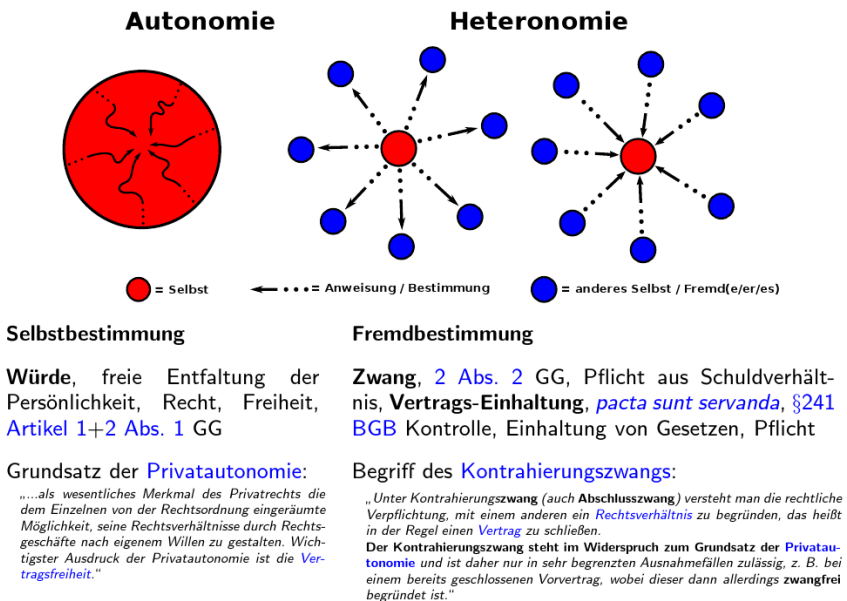 Autonomie
Heteronomie
= Selbst
= Anweisung / Bestimmung
= anderes Selbst / Fremd(e/er/es)
Selbstbestimmung
Würde, freie Entfaltung der
Persönlichkeit, Recht, Freiheit,
Artikel 1+2 Abs. 1 GG
Grundsatz der Privatautonomie:
„...als wesentliches Merkmal des Privatrechts die
dem Einzelnen von der Rechtsordnung eingeräumte
Möglichkeit, seine Rechtsverhältnisse durch Rechts-
geschäfte nach eigenem Willen zu gestalten. Wich-
tigster Ausdruck der Privatautonomie ist die Ver-
tragsfreiheit.“
Fremdbestimmung
Zwang, 2 Abs. 2 GG, Pflicht aus Schuldverhält-
nis, Vertrags-Einhaltung, pacta sunt servanda, §241
BGB Kontrolle, Einhaltung von Gesetzen, Pflicht
Begriff des Kontrahierungszwangs:
„Unter Kontrahierungszwang (auch Abschlusszwang) versteht man die rechtliche
Verpflichtung, mit einem anderen ein Rechtsverhältnis zu begründen, das heißt
in der Regel einen Vertrag zu schließen.
Der Kontrahierungszwang steht im Widerspruch zum Grundsatz der Privatau-
tonomie und ist daher nur in sehr begrenzten Ausnahmefällen zulässig, z. B. bei
einem bereits geschlossenen Vorvertrag, wobei dieser dann allerdings zwangfrei
begründet ist.“